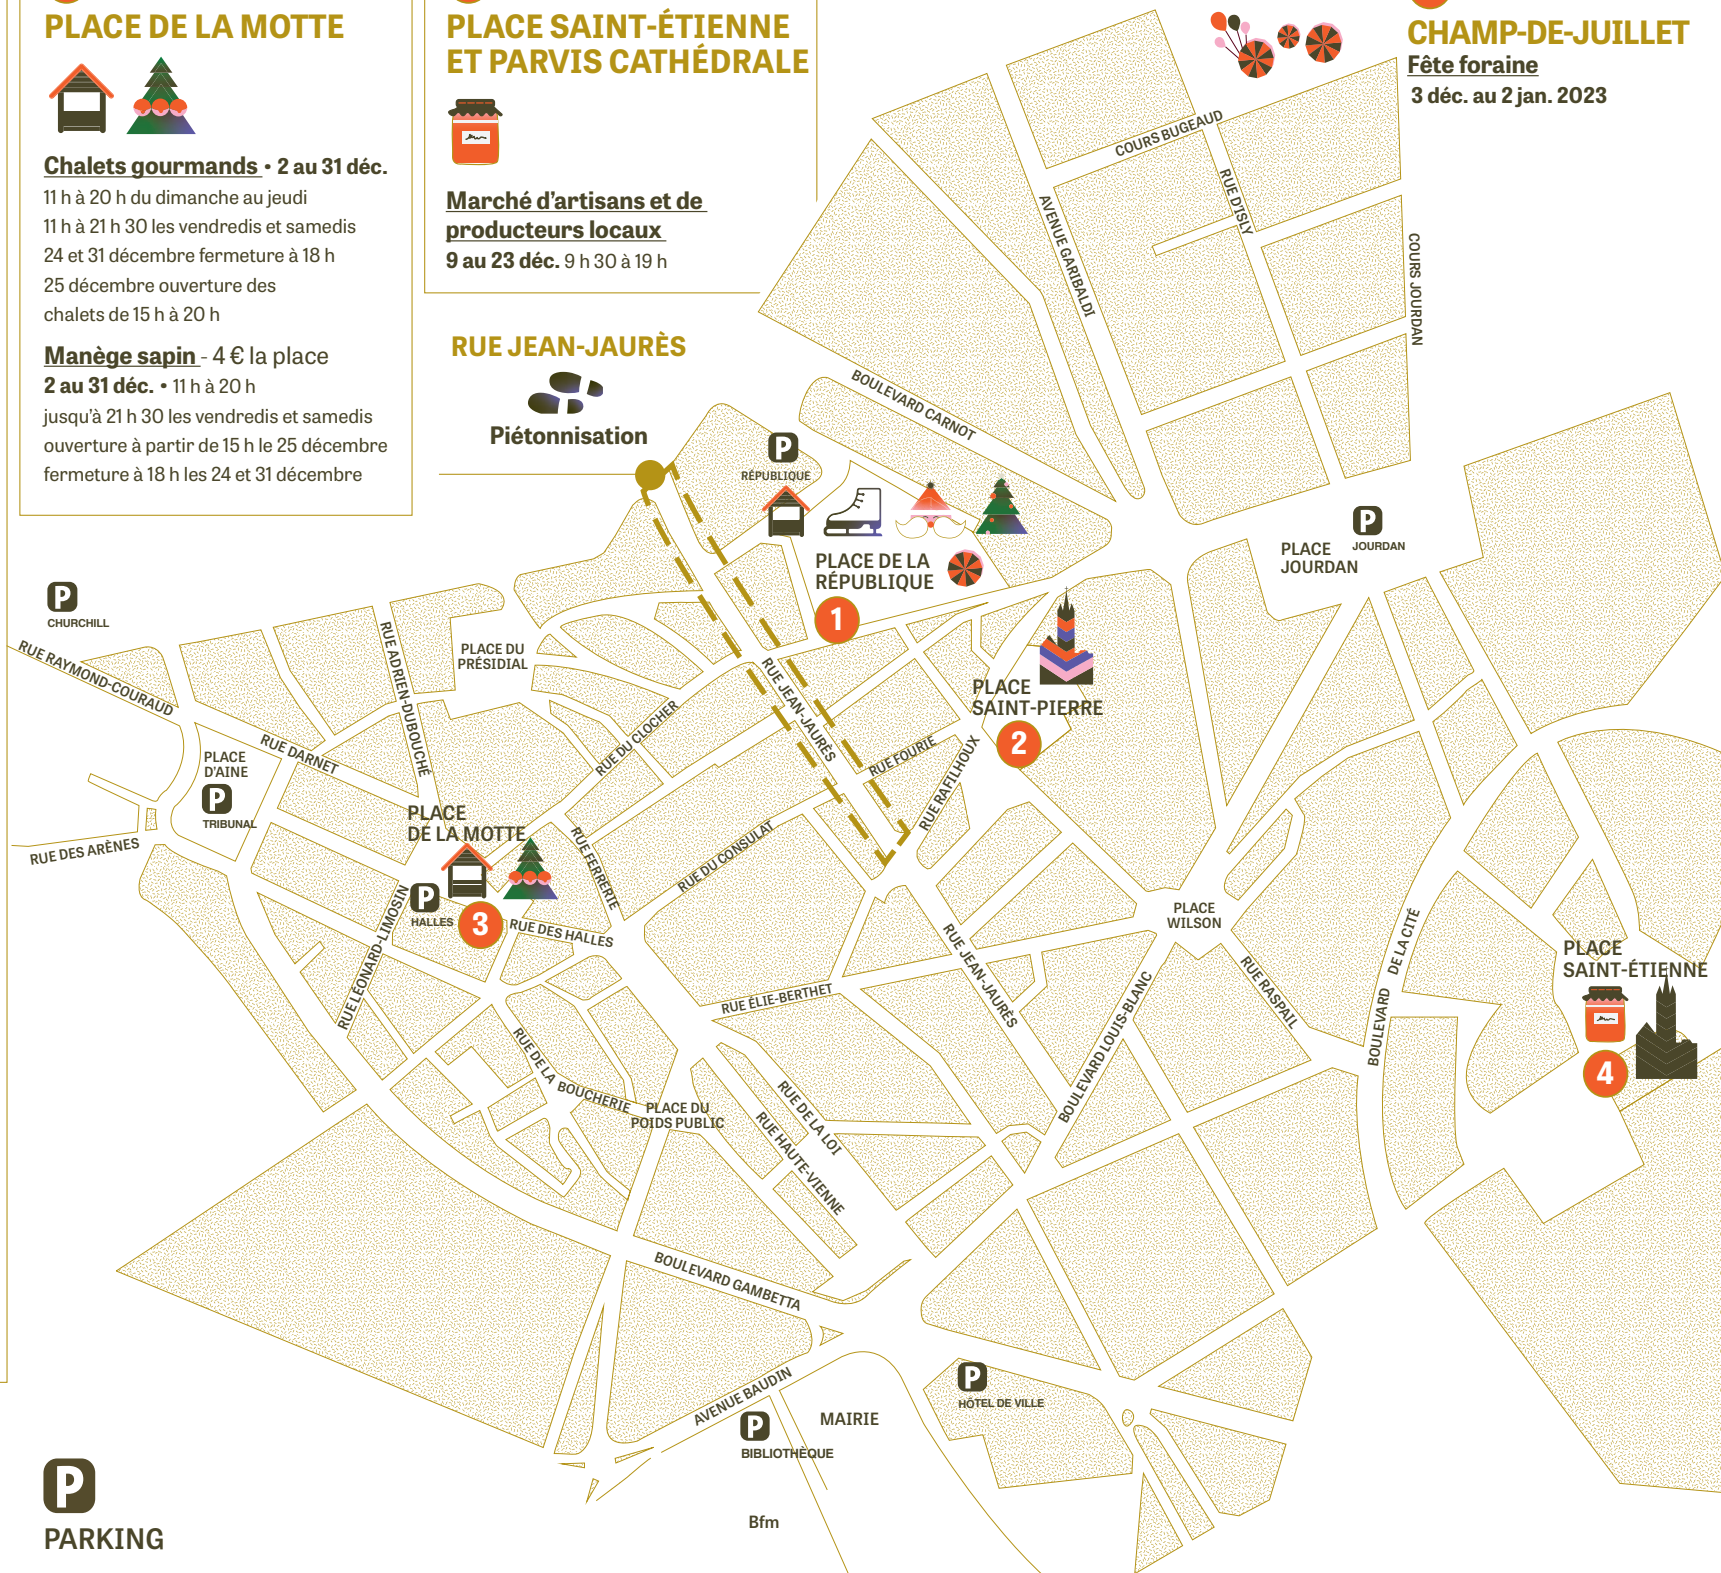 PLACE DE LA MOTTE
Chalets gourmands • 2 au 31 déc.
11 h à 20 h du dimanche au jeudi
11 h à 21 h 30 les vendredis et samedis
24 et 31 décembre fermeture à 18 h
25 décembre ouverture des
chalets de 15 h à 20 h
Manège sapin - 4 € la place
2 au 31 déc. • 11 h à 20 h
jusqu'à 21 h 30 les vendredis et samedis
ouverture à partir de 15 h le 25 décembre
fermeture à 18 h les 24 et 31 décembre
PLACE SAINT-ÉTIENNE
ET PARVIS CATHÉDRALE
Marché d'artisans et de
producteurs locaux
9 au 23 déc. 9 h 30 à 19 h
CHAMP-DE-JUILLET
Fête foraine
3 déc. au 2 jan. 2023
RUE JEAN-JAURÈS
Piétonnisation
COURS BUGEAUD
RUE D'ISLY
AVENUE GARIBALDI
COURS JOURDAN
BOULEVARD CARNOT
P
RÉPUBLIQUE
PLACE DE LA
RÉPUBLIQUE
1
P
JOURDAN
PLACE
JOURDAN
P
CHURCHILL
RUE RAYMOND-COURAUD
RUE ADRIEN-DUBOUCHÉ
PLACE DU
PRÉSIDIAL
RUE JEAN-JAURÈS
PLACE
SAINT-PIERRE
2
RUE DU CLOCHER
RUE DARNET
PLACE
D'AINE
P
TRIBUNAL
RUE FOURIE
RUE RAFILHOUX
RUE DES ARÈNES
PLACE
DE LA MOTTE
P
HALLES
3
RUE FERRERIE
RUE DU CONSULAT
RUE DES HALLES
RUE LÉONARD-LIMOSIN
PLACE
WILSON
RUE JEAN-JAURÈS
RUE ÉLIE-BERTHET
BOULEVARD LOUIS-BLANC
RUE RASPAIL
BOULEVARD DE LA CITÉ
PLACE
SAINT-ÉTIENNE
4
RUE DE LA BOUCHERIE
PLACE DU
POIDS PUBLIC
RUE DE LA LOI
RUE HAUTE-VIENNE
BOULEVARD GAMBETTA
AVENUE BAUDIN
P
BIBLIOTHÈQUE
MAIRIE
P
HÔTEL DE VILLE
Bfm
P
PARKING